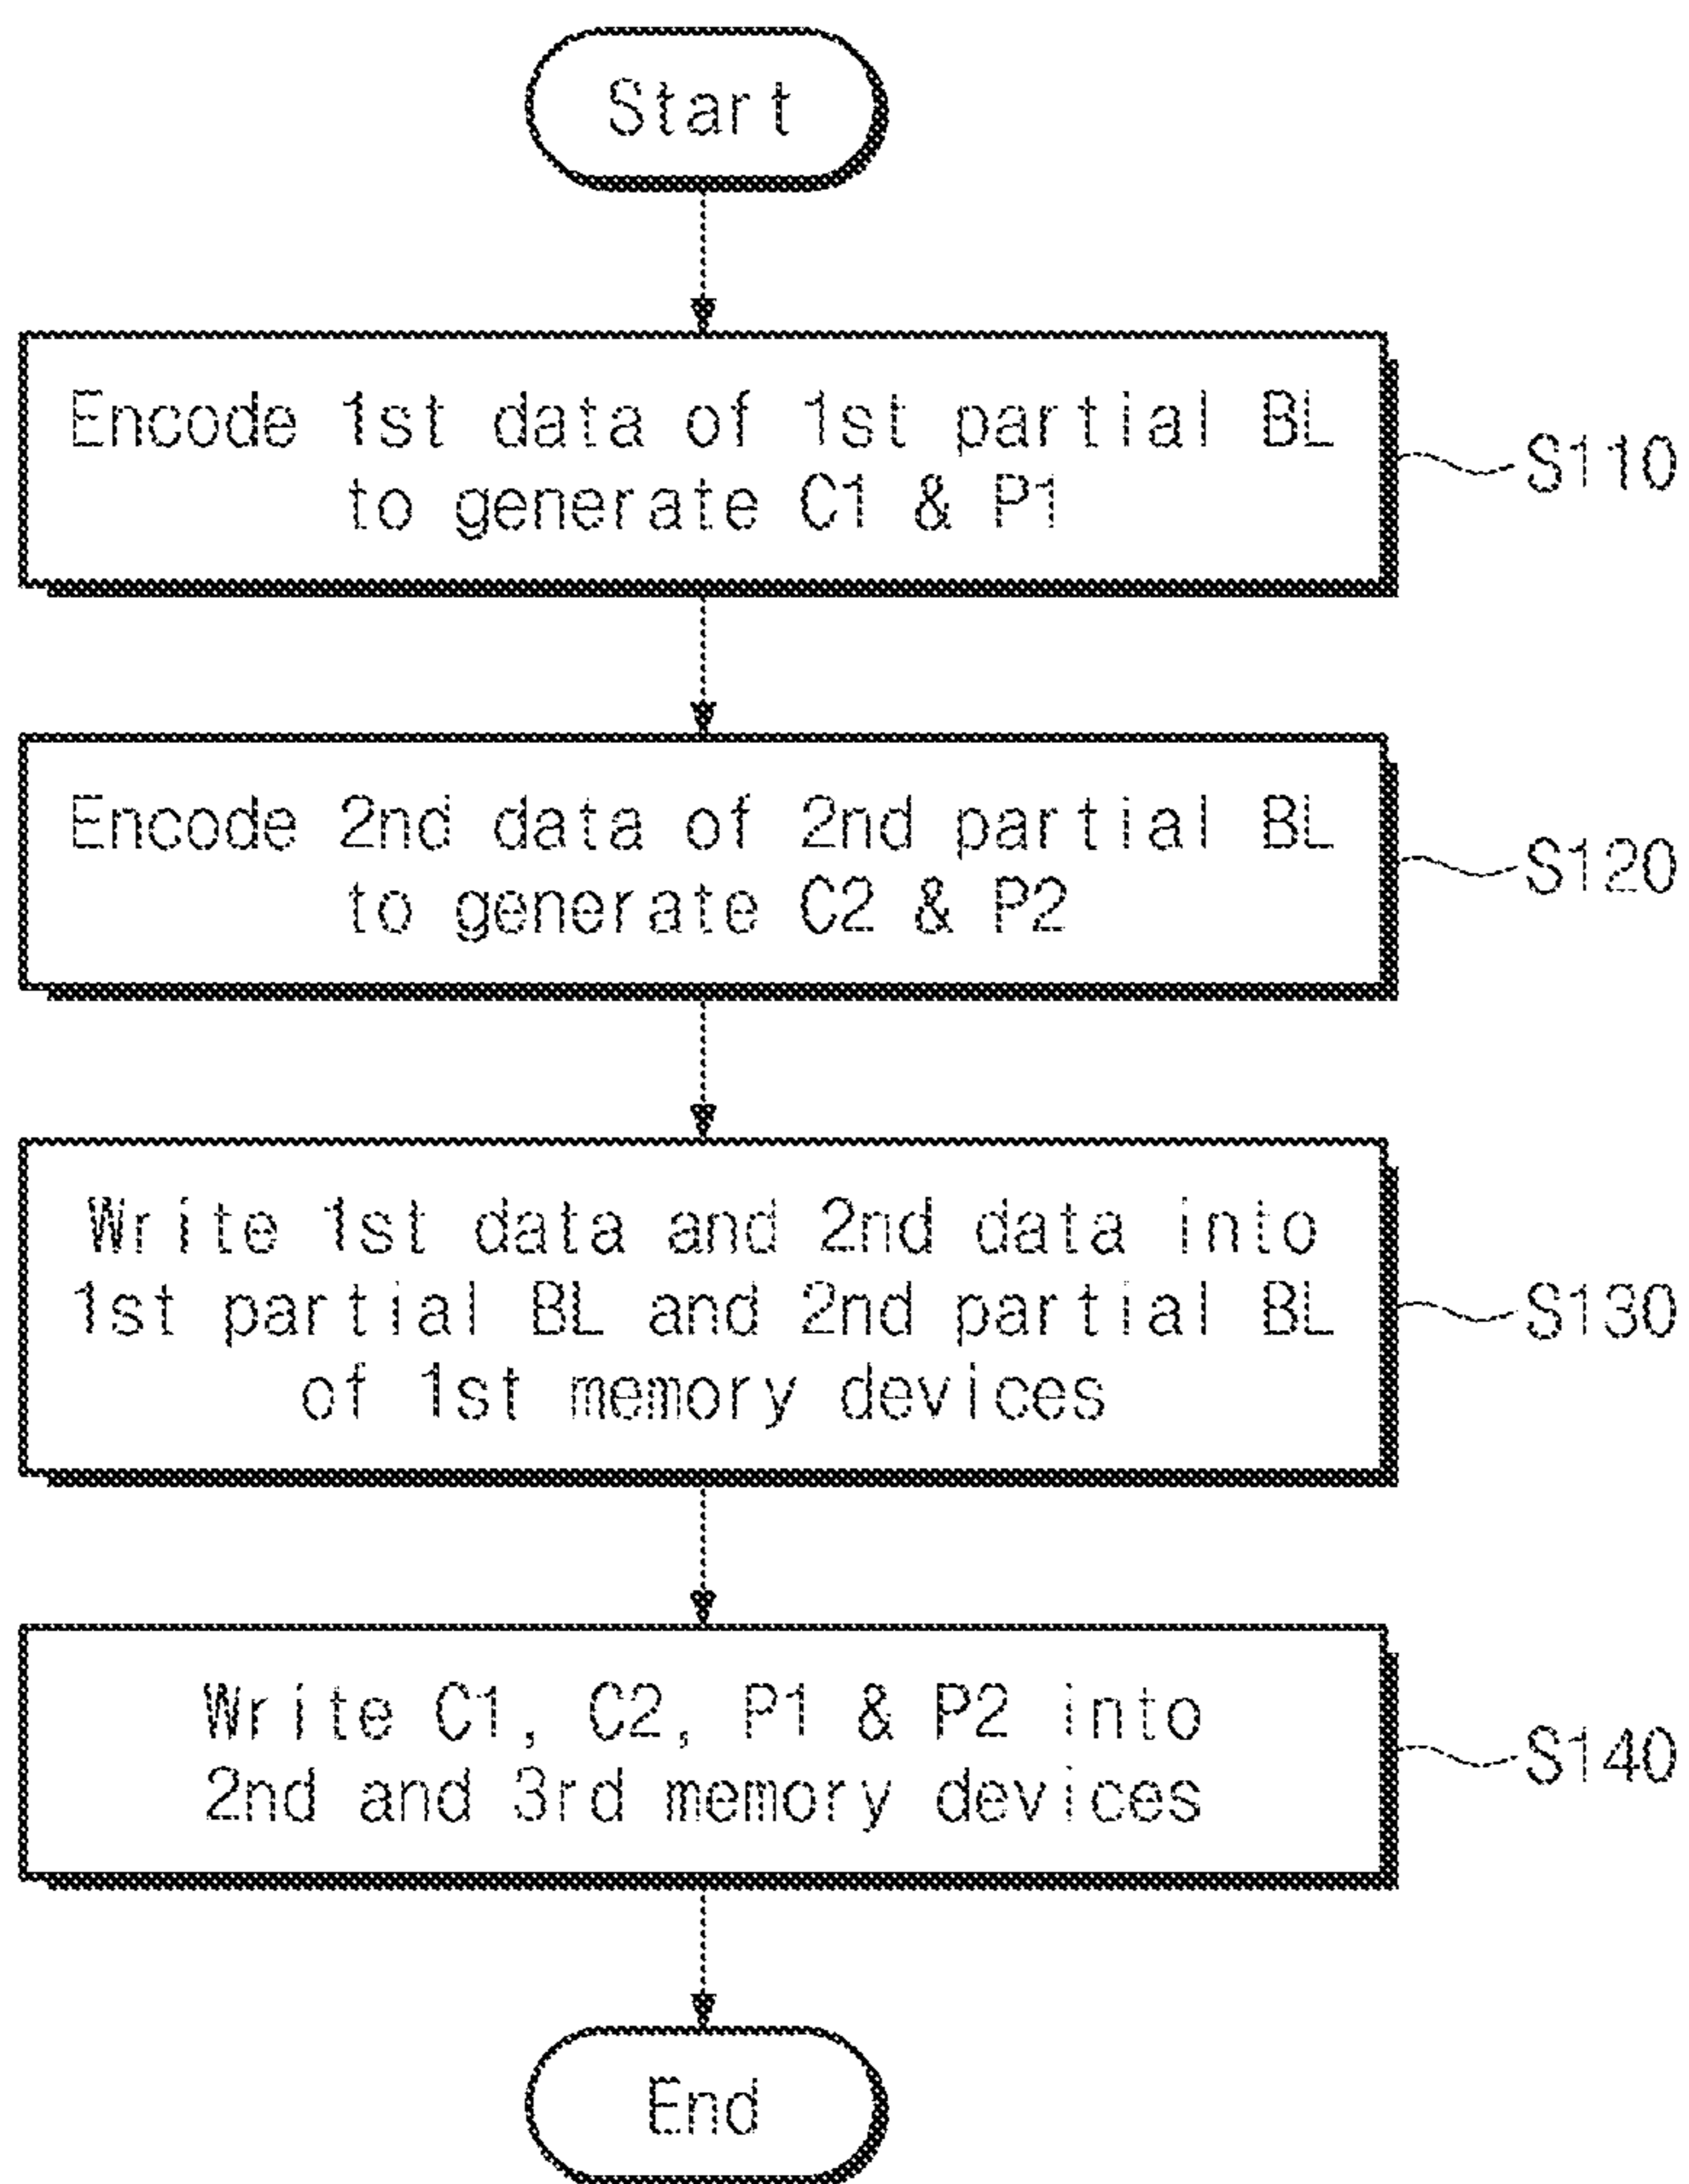 Start
Encode 1st data of 1st partial BL
to generate C1 & P1
S110
Encode 2nd data of 2nd partial BL
to generate C2 & P2
S120
Write 1st data and 2nd data into
1st partial BL and 2nd partial BL
of 1st memory devices
S130
Write C1, C2, P1 & P2 into
2nd and 3rd memory devices
S140
End